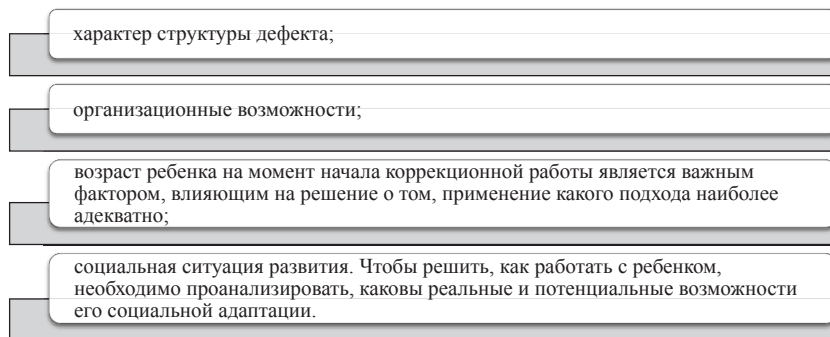 характер структуры дефекта;
организационные возможности;
возраст ребенка на момент начала коррекционной работы является важным
фактором, влияющим на решение о том, применение какого подхода наиболее
адекватно;
социальная ситуация развития. Чтобы решить, как работать с ребенком,
необходимо проанализировать, каковы реальные и потенциальные возможности
его социальной адаптации.